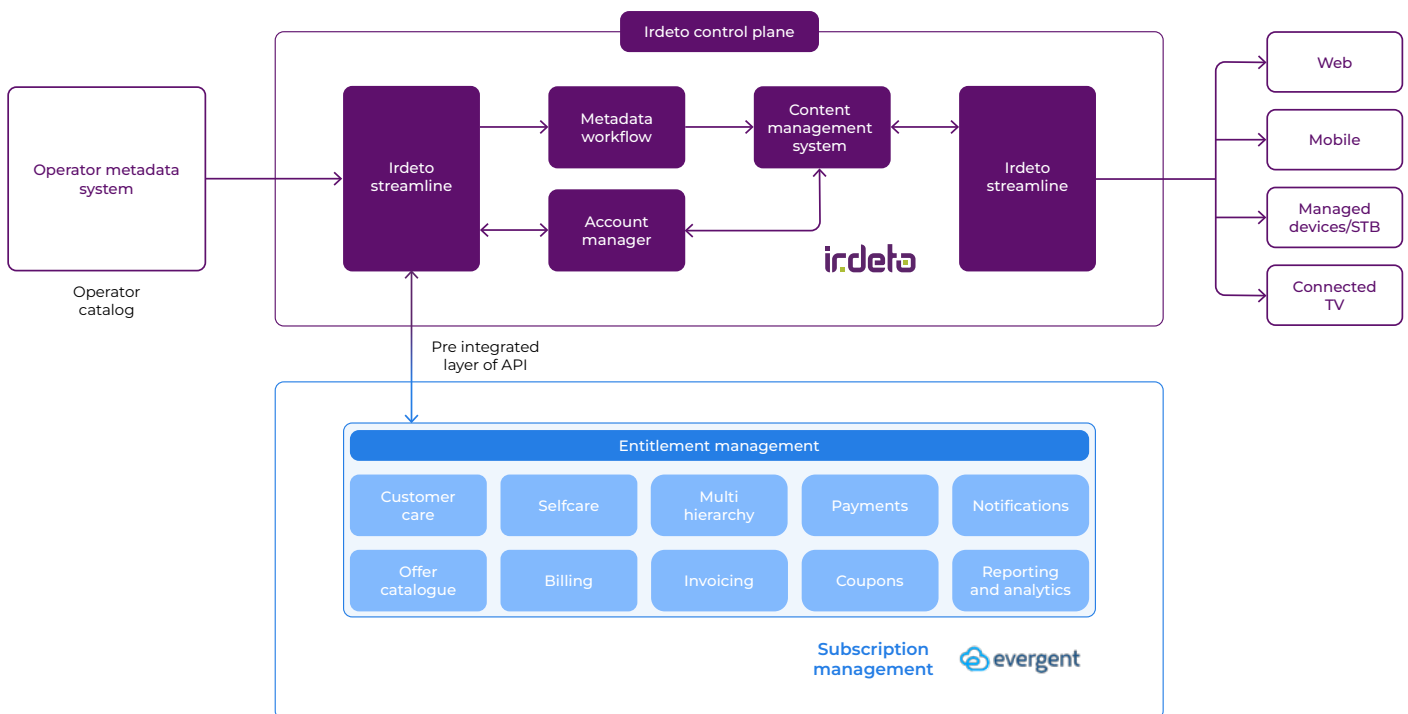 Irdeto control plane
Operator metadata
system
Operator
catalog
Irdeto
streamline
Metadata
workflow
Account
manager
Content
management
system
irdeto
Irdeto
streamline
Web
Mobile
Managed
devices/STB
Connected
TV
Pre integrated
layer of API
Entitlement management
Customer
care
Selfcare
Multi
hierarchy
Payments
Notifications
Offer
catalogue
Billing
Invoicing
Coupons
Reporting
and analytics
Subscription
management
evergent